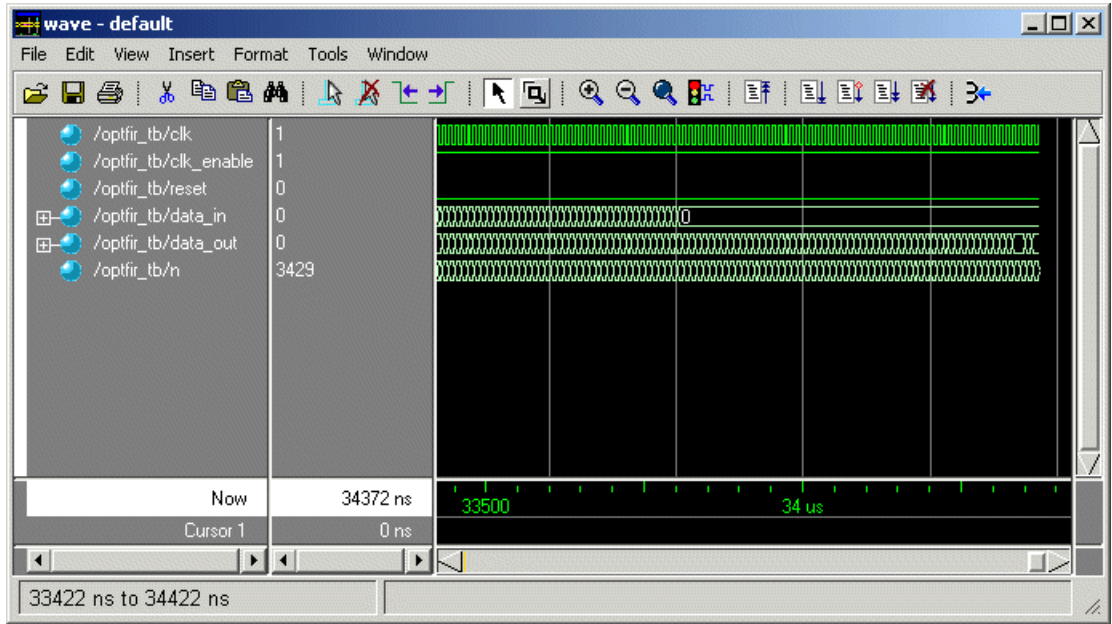 wave - default
File Edit View Insert Format Tools Window
/optfir_tb/clk 1
/optfir_tb/clk_enable 1
/optfir_tb/reset 0
/optfir_tb/data_in 0 0
/optfir_tb/data_out 0
/optfir_tb/n 3429
Now 34372 ns 33500 34 us
Cursor 1 0 ns
33422 ns to 34422 ns